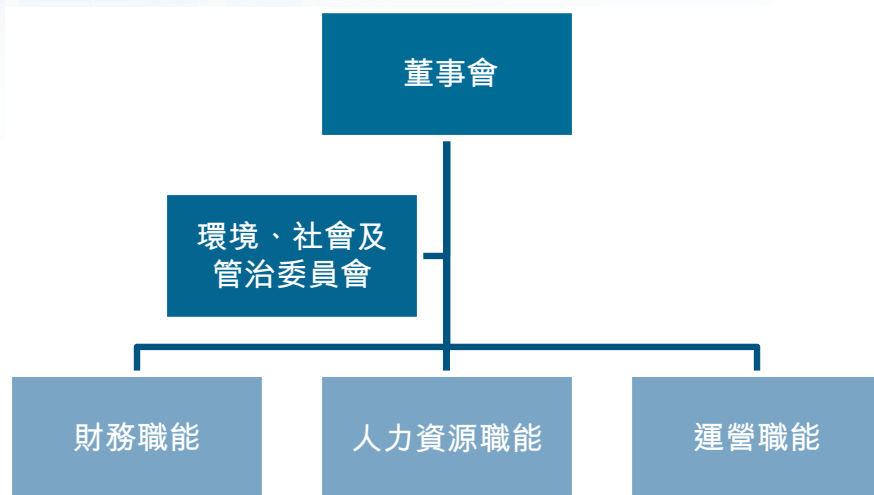 董事會
環境、社會及
管治委員會
財務職能
人力資源職能
運營職能